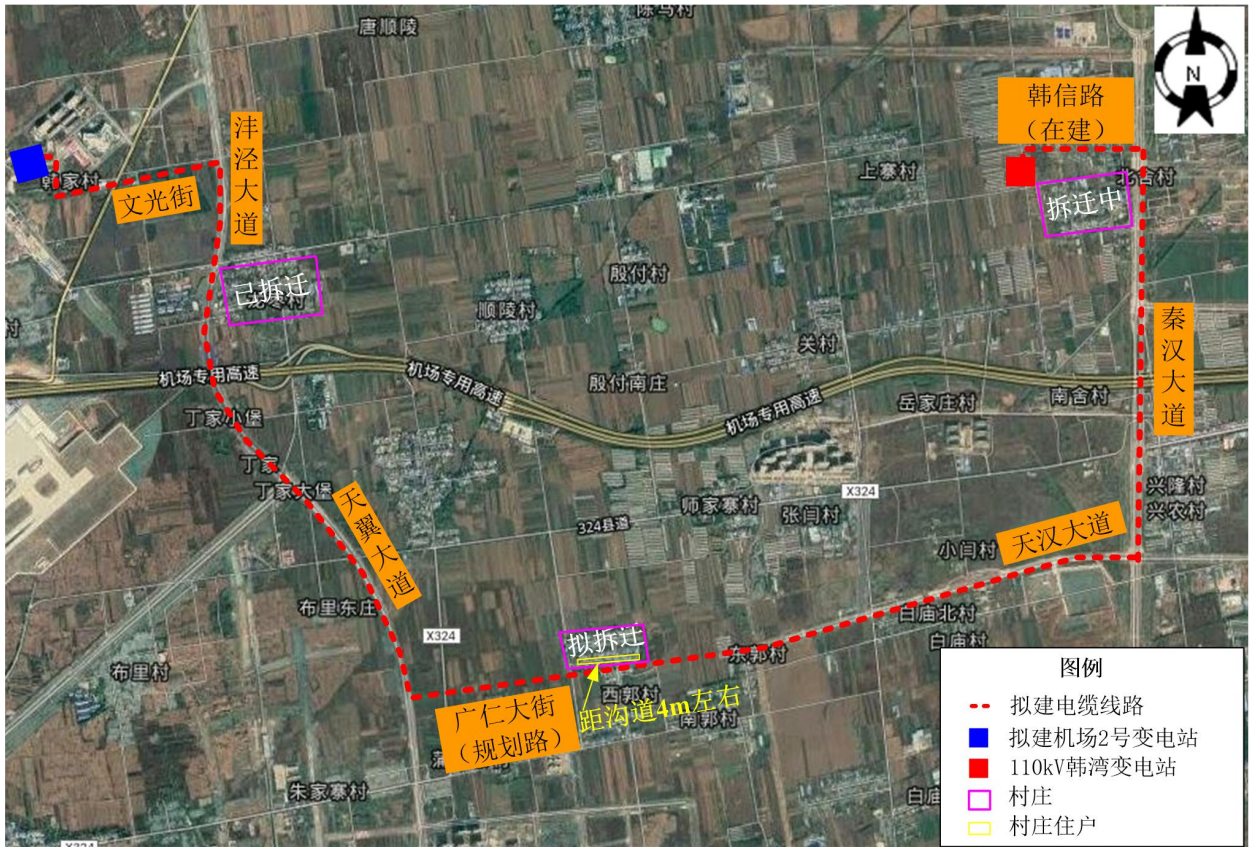 陈马村
唐顺陵
N
韩信路
(在建)
沣泾大道
韩家村
文光街
上寨村
北舍村
拆迁中
已拆迁
殷付村
顺陵村
关村
秦汉大道
机场专用高速
机场专用高速
机场专用高速
殷付南庄
岳家庄村
南舍村
丁家小堡
丁家
丁家大堡
天翼大道
师家寨村
张闫村
X324
兴隆村
兴农村
324县道
小闫村
天汉大道
布里东庄
X324
拟拆迁
白庙北村
白庙村
东郭村
布里村
西郭村
距沟道4m左右
南郭村
广仁大街
(规划路)
朱家寨村
白庙
X324
图例
拟建电缆线路
拟建机场2号变电站
110kV韩湾变电站
村庄
村庄住户